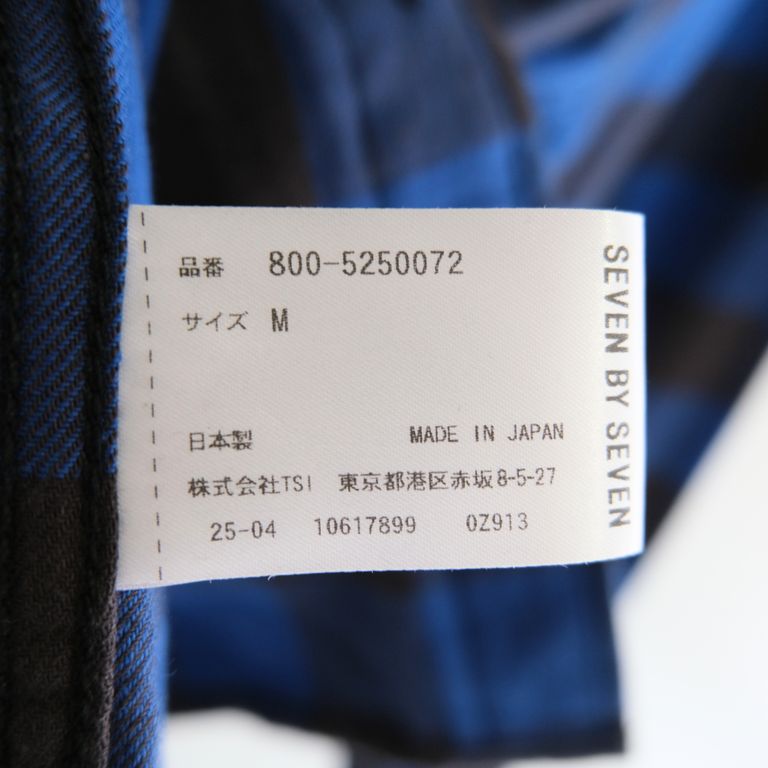 品番 800-5250072
サイズ M
日本製 MADE IN JAPAN
株式会社TSI 東京都港区赤坂8-5-27
25-04 10617899 0Z913
SEVEN BY SEVEN